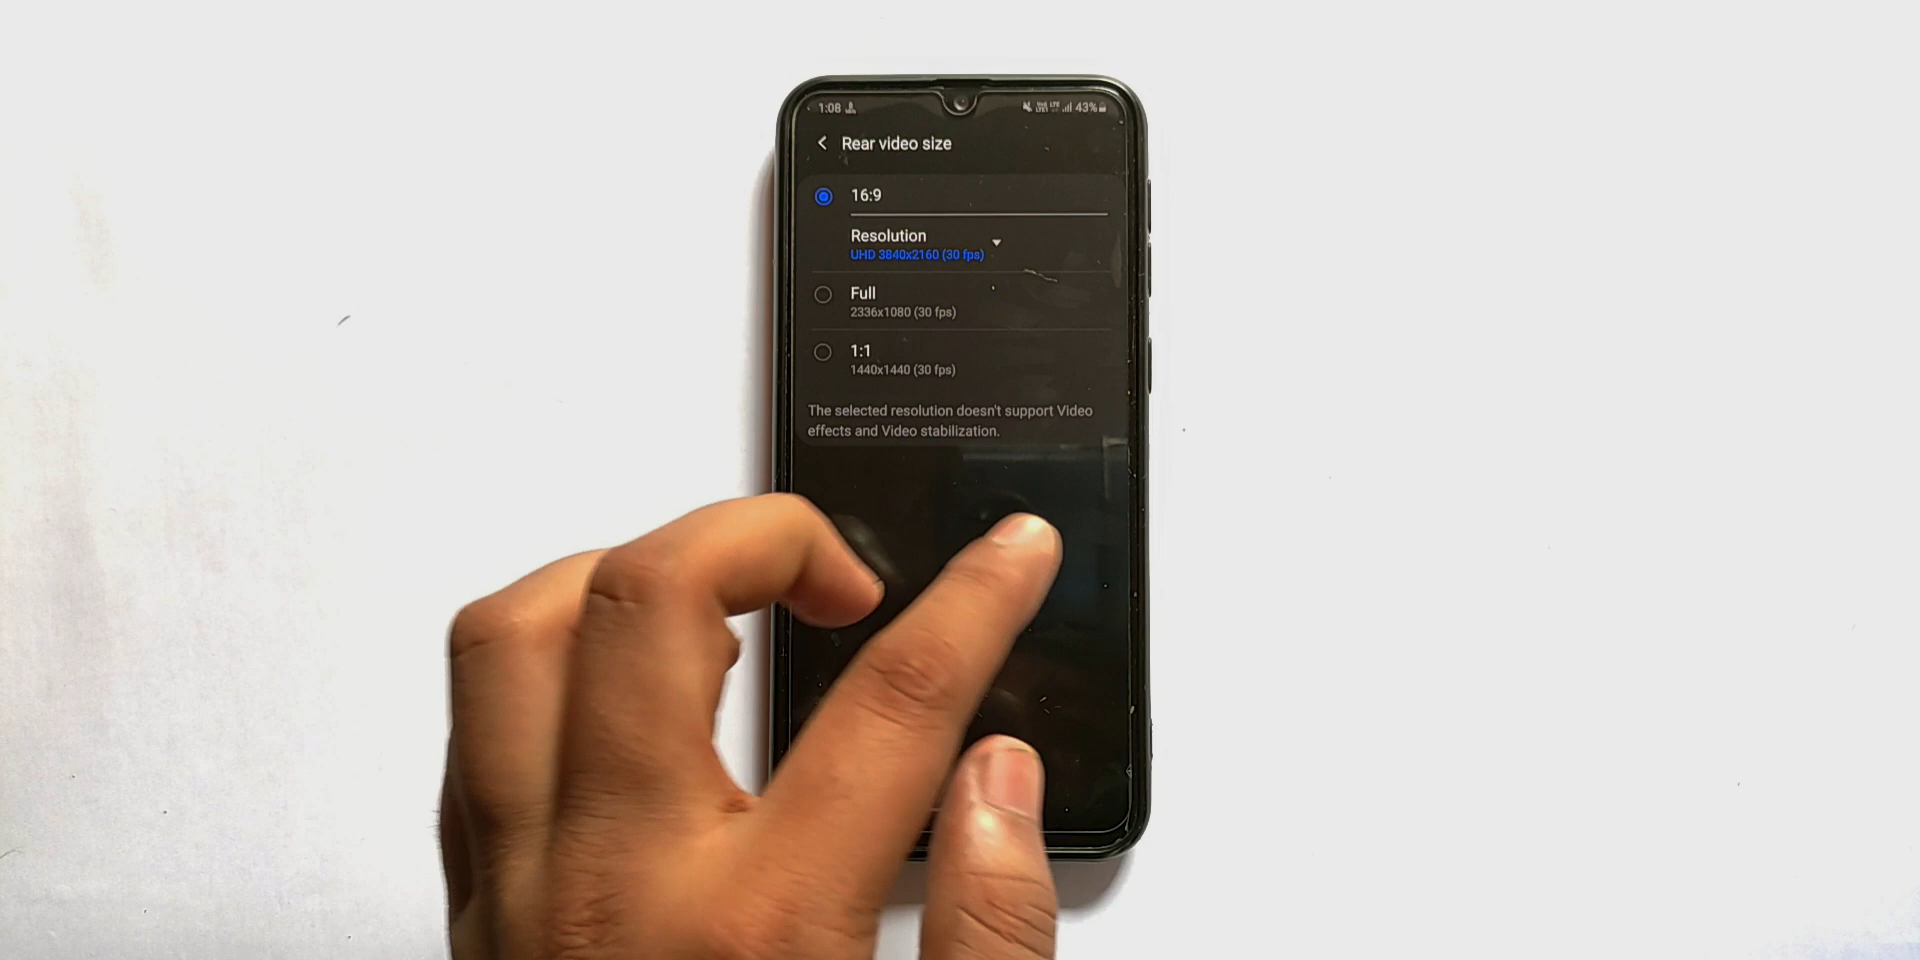 1:08
43%
Rear video size
16:9
Resolution
UHD 3840x2160 (30 fps)
Full
2336x1080 (30 fps)
1:1
1440x1440 (30 fps)
The selected resolution doesn't support Video
effects and Video stabilization.